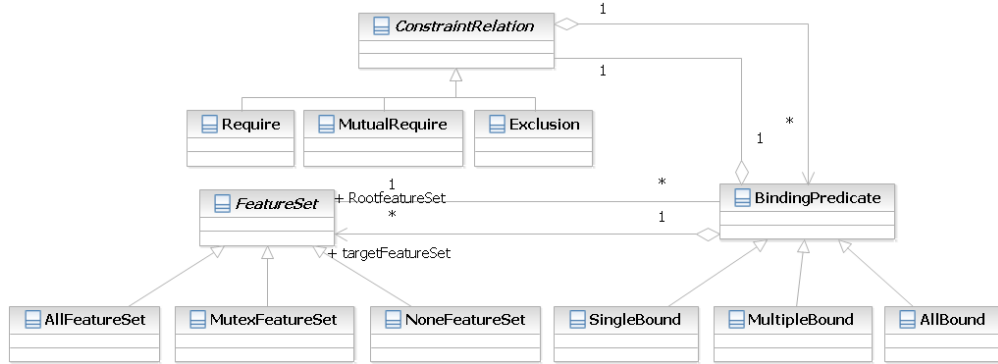 1
ConstraintRelation
1
Require
MutualRequire
Exclusion
*
1
1
*
+ RootfeatureSet
BindingPredicate
FeatureSet
*
1
+ targetFeatureSet
AllFeatureSet
MutexFeatureSet
NoneFeatureSet
SingleBound
MultipleBound
AllBound